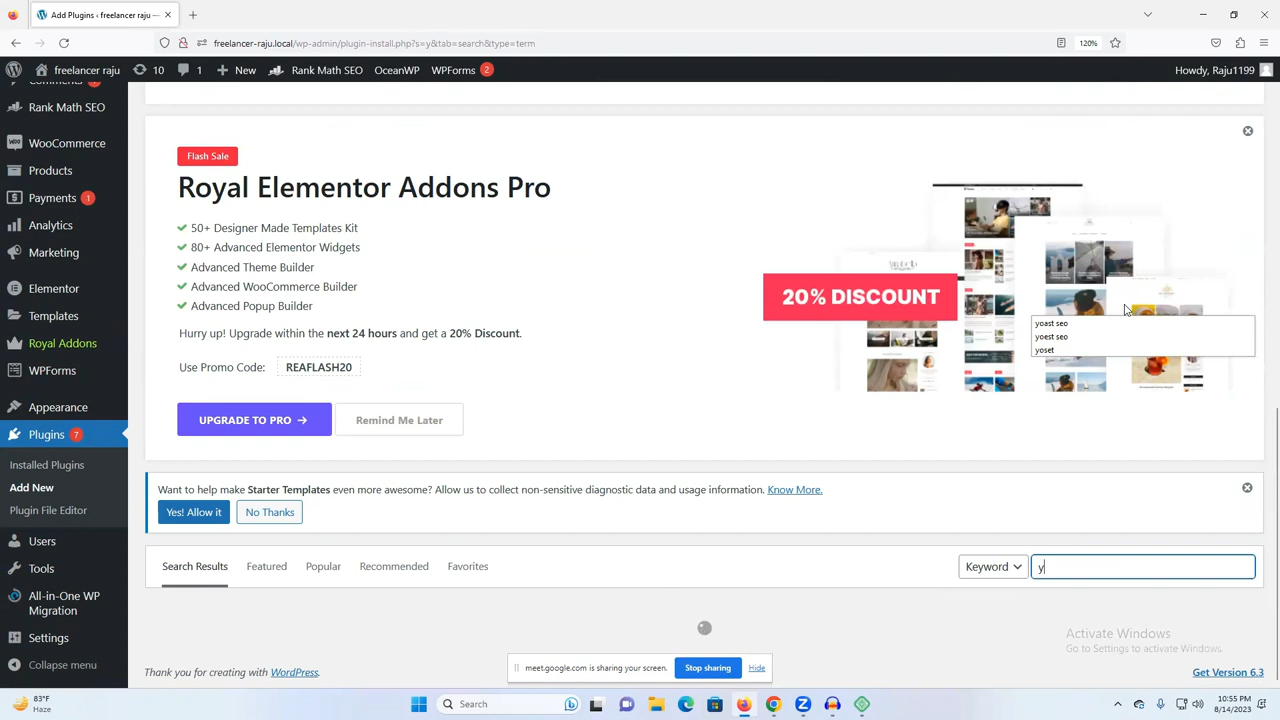 Add Plugins ‹ freelancer raju —
freelancer-raju.local/wp-admin/plugin-install.php?s=y&tab=search&type=term
120%
freelancer raju 10 1 + New Rank Math SEO OceanWP WPForms 2 Howdy, Raju1199
Comments
Rank Math SEO
WooCommerce
Products
Payments 1
Analytics
Marketing
Elementor
Templates
Royal Addons
WPForms
Appearance
Plugins 7
Installed Plugins
Add New
Plugin File Editor
Users
Tools
All-in-One WP
Migration
Settings
Collapse menu
Flash Sale
Royal Elementor Addons Pro
50+ Designer Made Templates Kit
80+ Advanced Elementor Widgets
Advanced Theme Builder
Advanced WooCommerce Builder
Advanced Popup Builder
Hurry up! Upgrade within the next 24 hours and get a 20% Discount.
Use Promo Code: REAFLASH20
UPGRADE TO PRO → Remind Me Later
20% DISCOUNT
yoast seo
yoest seo
yoset
Want to help make Starter Templates even more awesome? Allow us to collect non-sensitive diagnostic data and usage information. Know More.
Yes! Allow it No Thanks
Search Results Featured Popular Recommended Favorites Keyword y
Activate Windows
Go to Settings to activate Windows.
Thank you for creating with WordPress. Get Version 6.3
meet.google.com is sharing your screen. Stop sharing Hide
83°F
Haze
Search
10:55 PM
8/14/2023